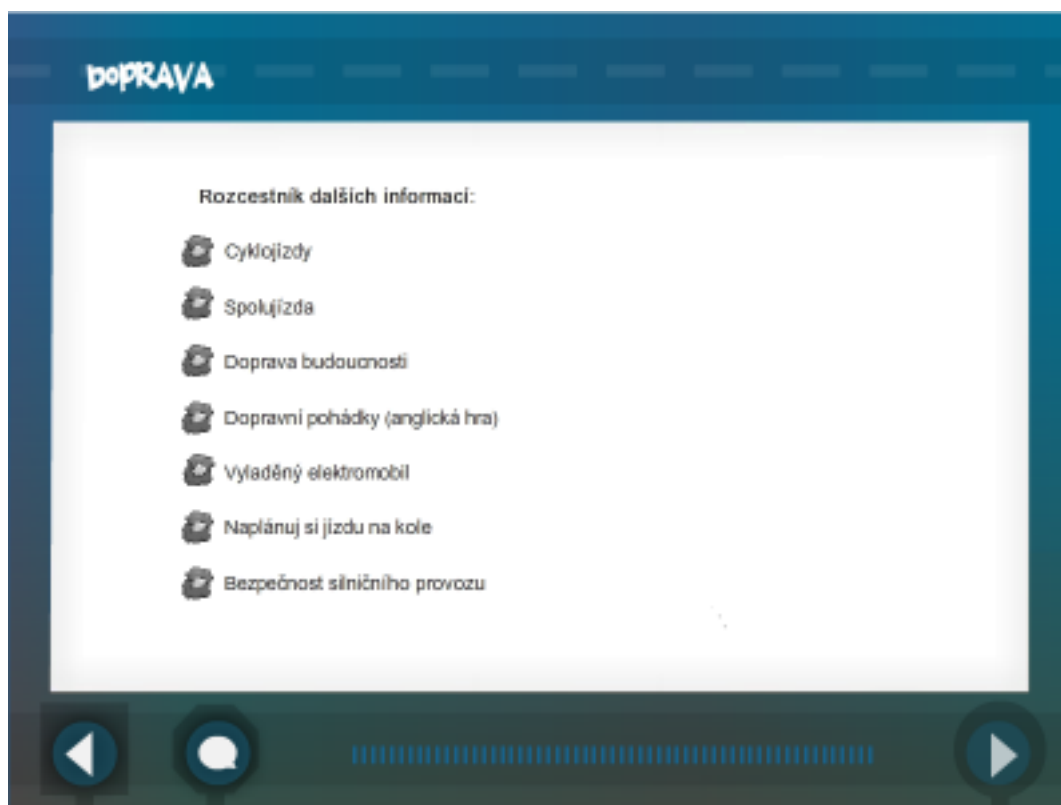 DoPRAVA
Rozcestník dalších informací:
Cyklojízdy
Spolujízda
Doprava budoucnosti
Dopravní pohádky (anglická hra)
Vyladěný elektromobil
Naplánuj si jízdu na kole
Bezpečnost silničního provozu